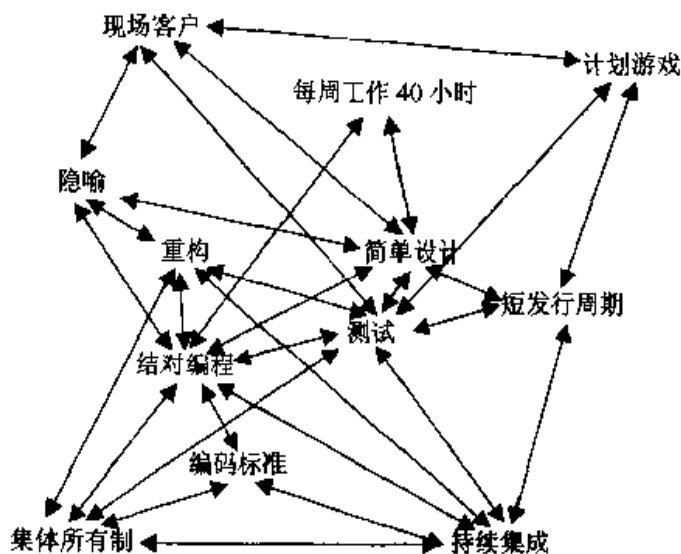 现场客户
计划游戏
每周工作 40 小时
隐喻
重构
简单设计
短发行周期
测试
结对编程
编码标准
集体所有制
持续集成